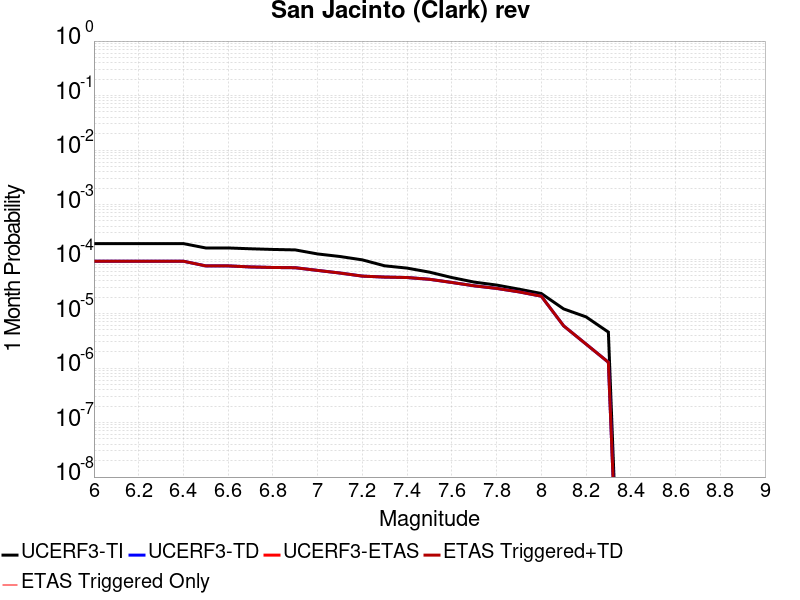 San Jacinto (Clark) rev
10 0
10 -1
10 -2
10 -3
10 -4
10 -5
10 -6
10 -7
10 -8
1 Month Probability
6 6.2 6.4 6.6 6.8 7 7.2 7.4 7.6 7.8 8 8.2 8.4 8.6 8.8 9
Magnitude
UCERF3-TI UCERF3-TD UCERF3-ETAS ETAS Triggered+TD
ETAS Triggered Only